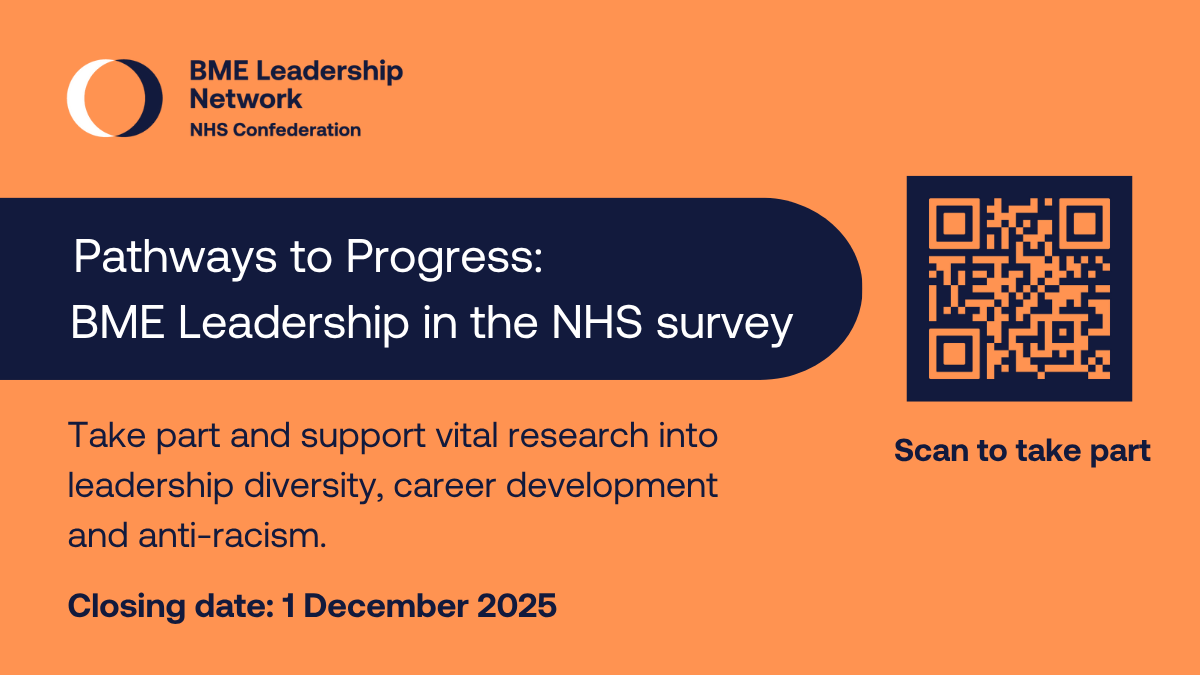 BME Leadership
Network
NHS Confederation
Pathways to Progress:
BME Leadership in the NHS survey
Take part and support vital research into
leadership diversity, career development
and anti-racism.
Closing date: 1 December 2025
Scan to take part